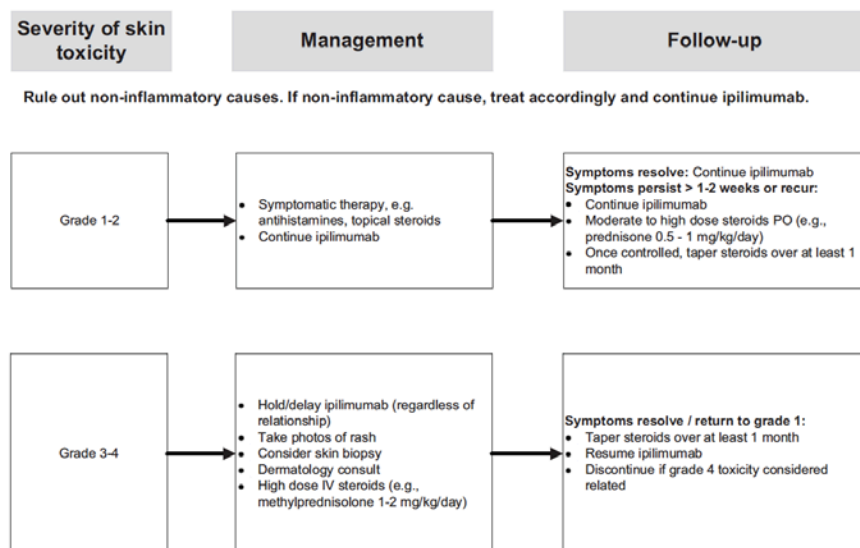 Severity of skin
toxicity
Management
Follow-up
Rule out non-inflammatory causes. If non-inflammatory cause, treat accordingly and continue ipilimumab.
Grade 1-2
• Symptomatic therapy, e.g.
antihistamines, topical steroids
• Continue ipilimumab
Symptoms resolve: Continue ipilimumab
Symptoms persist > 1-2 weeks or recur:
• Continue ipilimumab
• Moderate to high dose steroids PO (e.g.,
prednisone 0.5 - 1 mg/kg/day)
• Once controlled, taper steroids over at least 1
month
Grade 3-4
• Hold/delay ipilimumab (regardless of
relationship)
• Take photos of rash
• Consider skin biopsy
• Dermatology consult
• High dose IV steroids (e.g.,
methylprednisolone 1-2 mg/kg/day)
Symptoms resolve / return to grade 1:
• Taper steroids over at least 1 month
• Resume ipilimumab
• Discontinue if grade 4 toxicity considered
related